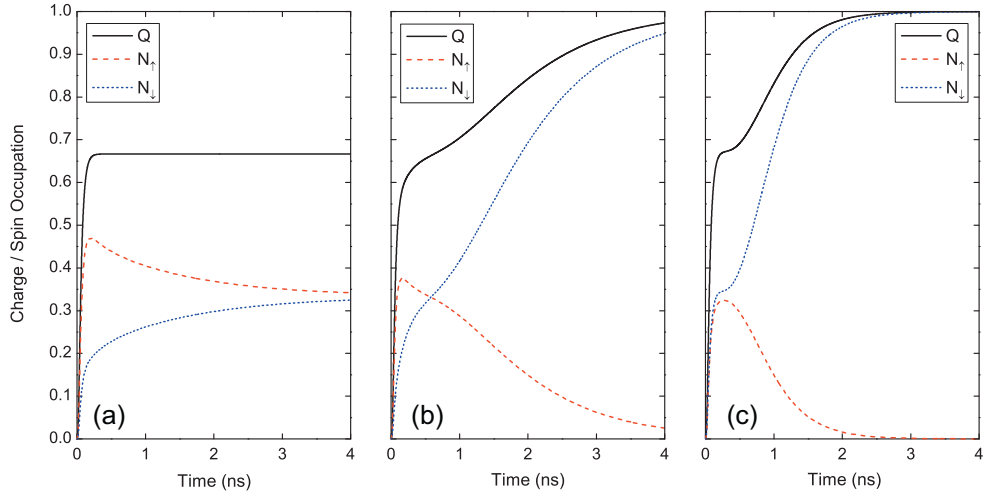 Charge / Spin Occupation
1.0
0.9
0.8
0.7
0.6
0.5
0.4
0.3
0.2
0.1
0.0
Q
N↑
N↓
(a)
0 1 2 3 4
Time (ns)
Q
N↑
N↓
(b)
0 1 2 3 4
Time (ns)
Q
N↑
N↓
(c)
0 1 2 3 4
Time (ns)